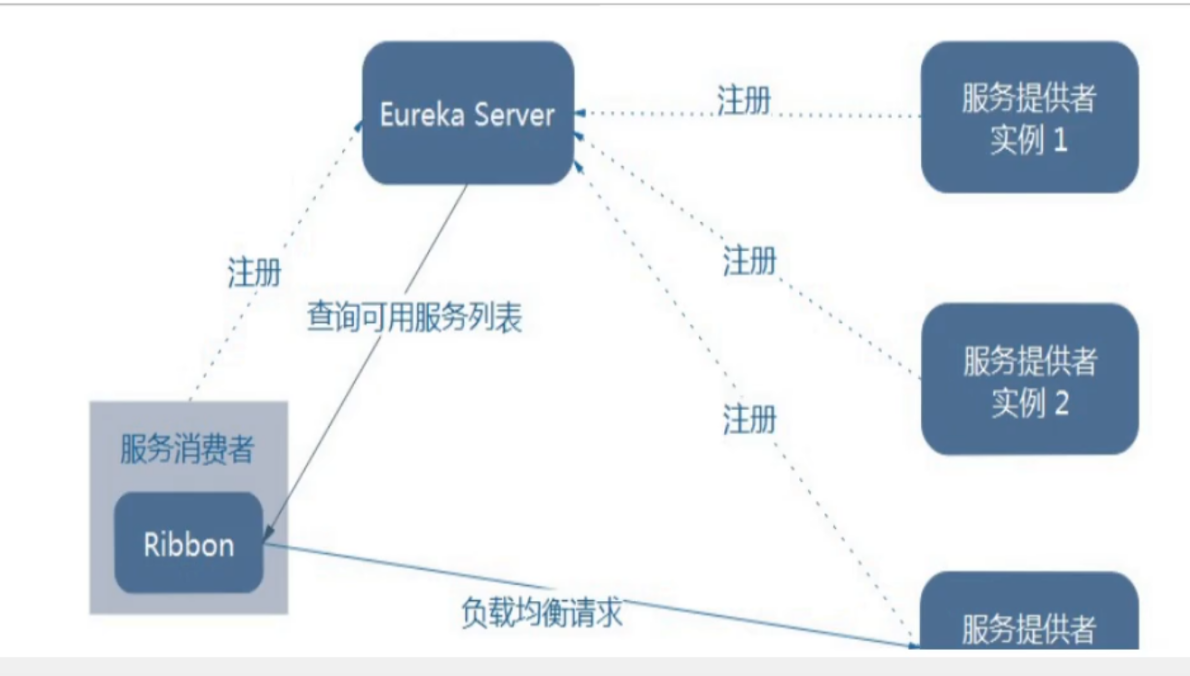 Eureka Server
注册
服务提供者
实例 1
注册
注册
查询可用服务列表
服务提供者
实例 2
注册
服务消费者
Ribbon
负载均衡请求
服务提供者